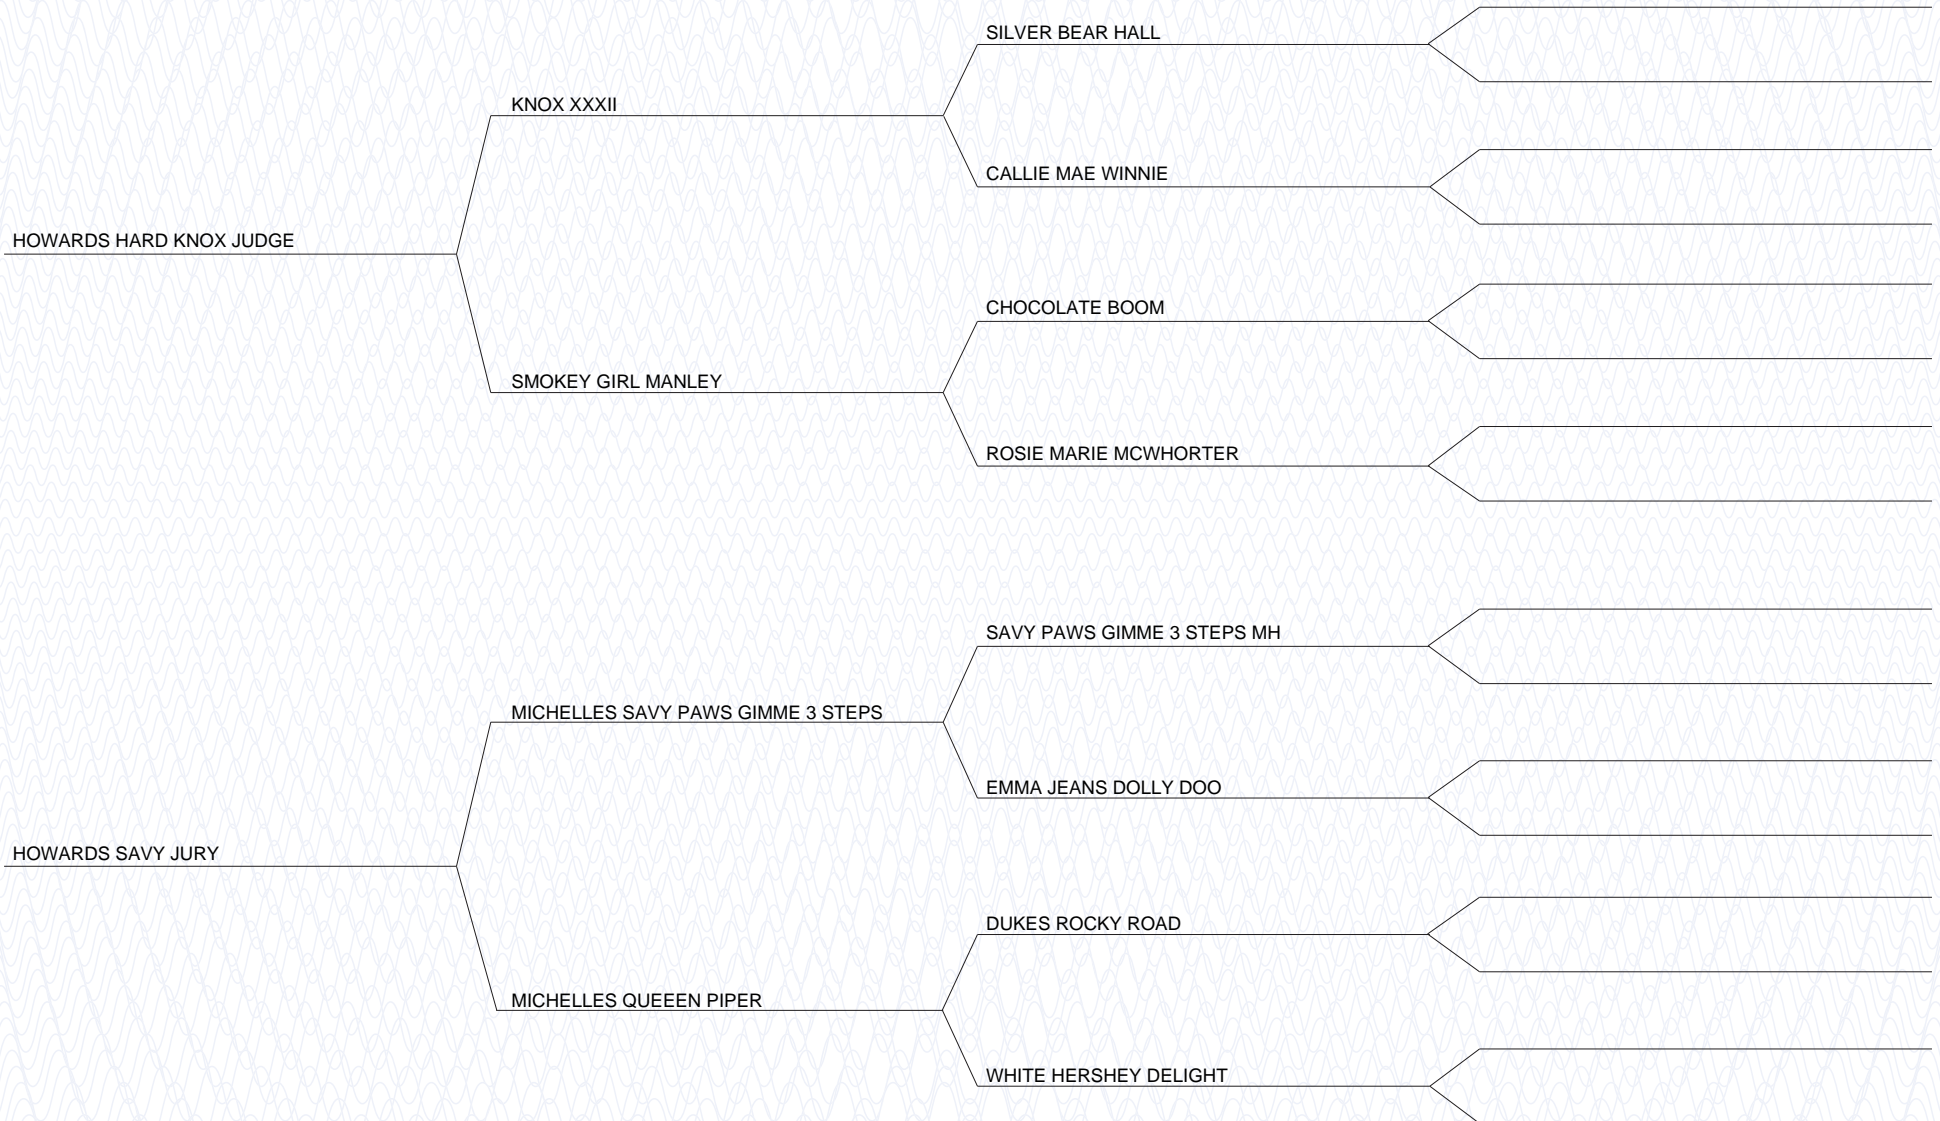 SILVER BEAR HALL
KNOX XXXII
CALLIE MAE WINNIE
HOWARDS HARD KNOX JUDGE
CHOCOLATE BOOM
SMOKEY GIRL MANLEY
ROSIE MARIE MCWHORTER
SAVY PAWS GIMME 3 STEPS MH
MICHELLES SAVY PAWS GIMME 3 STEPS
EMMA JEANS DOLLY DOO
HOWARDS SAVY JURY
DUKES ROCKY ROAD
MICHELLES QUEEEN PIPER
WHITE HERSHEY DELIGHT